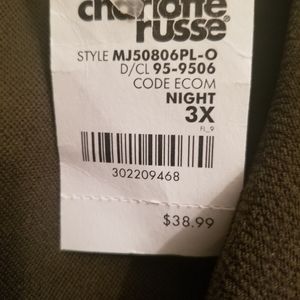 charlotte
russe®
STYLE MJ50806PL-O
D/CL 95-9506
CODE ECOM
NIGHT
3X
FL_9
302209468
$38.99